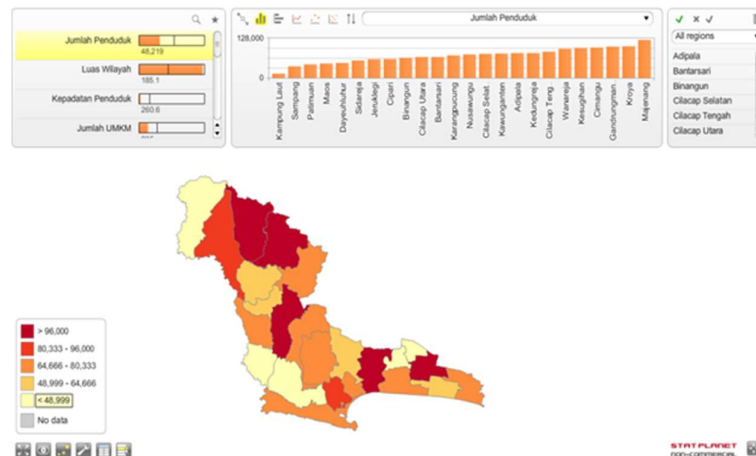 Jumlah Penduduk
48,219
Luas Wilayah
185.1
Kepadatan Penduduk
260.6
Jumlah UMKM
Jumlah Penduduk
128,000
0
Kampung Laut
Sampang
Patimuan
Maos
Dayeuhluhur
Sidareja
Jeruklegi
Cipari
Binangun
Cilacap Utara
Bantarsari
Karangpucung
Nusawungu
Cilacap Selat.
Kawunganten
Adipala
Kedungreja
Cilacap Teng
Wanareja
Kesugihan
Cimanggu
Gandrungman
Kroya
Majenang
All regions
Adipala
Bantarsari
Binangun
Cilacap Selatan
Cilacap Tengah
Cilacap Utara
> 96,000
80,333 - 96,000
64,666 - 80,333
48,999 - 64,666
< 48,999
No data
STATPLANET
NON-COMMERCIAL